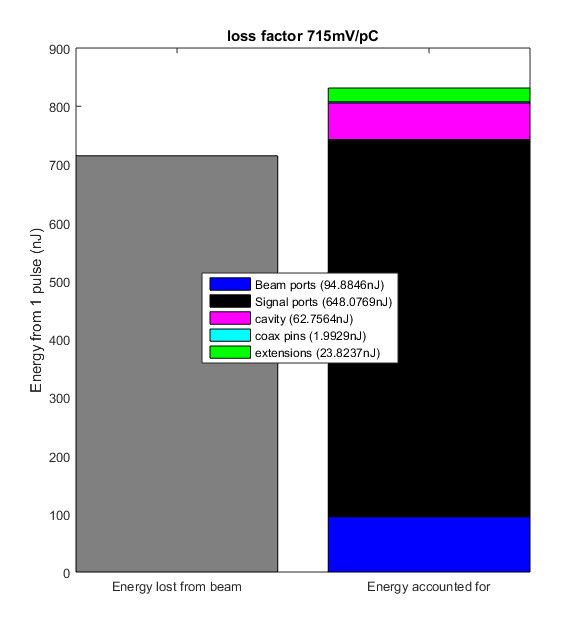 loss factor 715mV/pC
900
800
700
600
500
400
300
200
100
0
Energy from 1 pulse (nJ)
Beam ports (94.8846nJ)
Signal ports (648.0769nJ)
cavity (62.7564nJ)
coax pins (1.9929nJ)
extensions (23.8237nJ)
Energy lost from beam
Energy accounted for